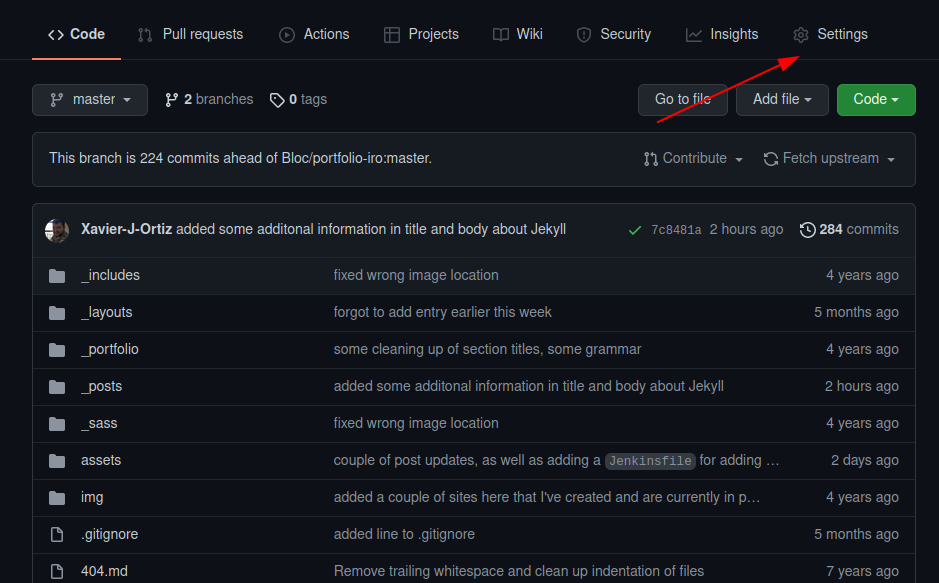 Code Pull requests Actions Projects Wiki Security Insights Settings
master 2 branches 0 tags Go to file Add file Code
This branch is 224 commits ahead of Bloc/portfolio-iro:master. Contribute Fetch upstream
Xavier-J-Ortiz added some additonal information in title and body about Jekyll 7c8481a 2 hours ago 284 commits
_includes fixed wrong image location 4 years ago
_layouts forgot to add entry earlier this week 5 months ago
_portfolio some cleaning up of section titles, some grammar 4 years ago
_posts added some additonal information in title and body about Jekyll 2 hours ago
_sass fixed wrong image location 4 years ago
assets couple of post updates, as well as adding a Jenkinsfile for adding … 2 days ago
img added a couple of sites here that I've created and are currently in p… 4 years ago
.gitignore added line to .gitignore 5 months ago
404.md Remove trailing whitespace and clean up indentation of files 7 years ago